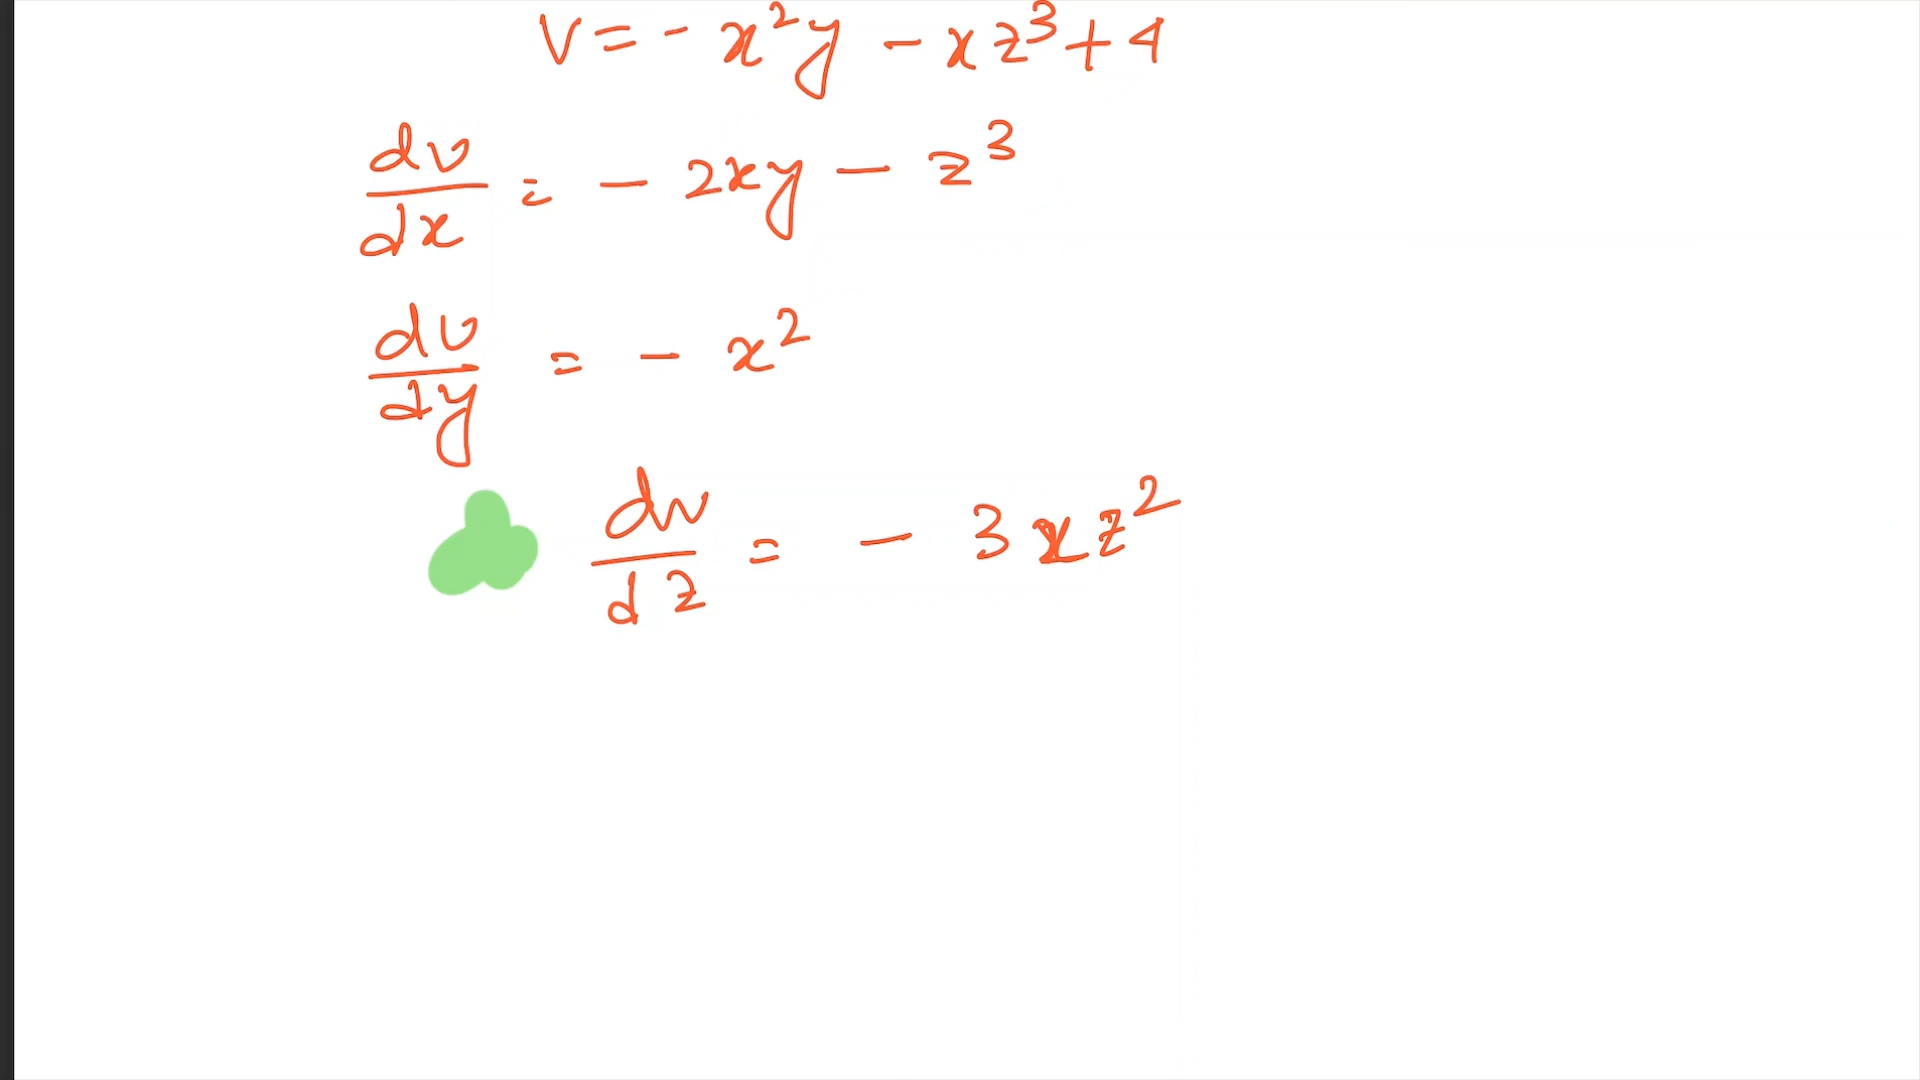 V = - x²y - xz³ + 4
dv/dx = - 2xy - z³
dv/dy = - x²
dv/dz = - 3xz²